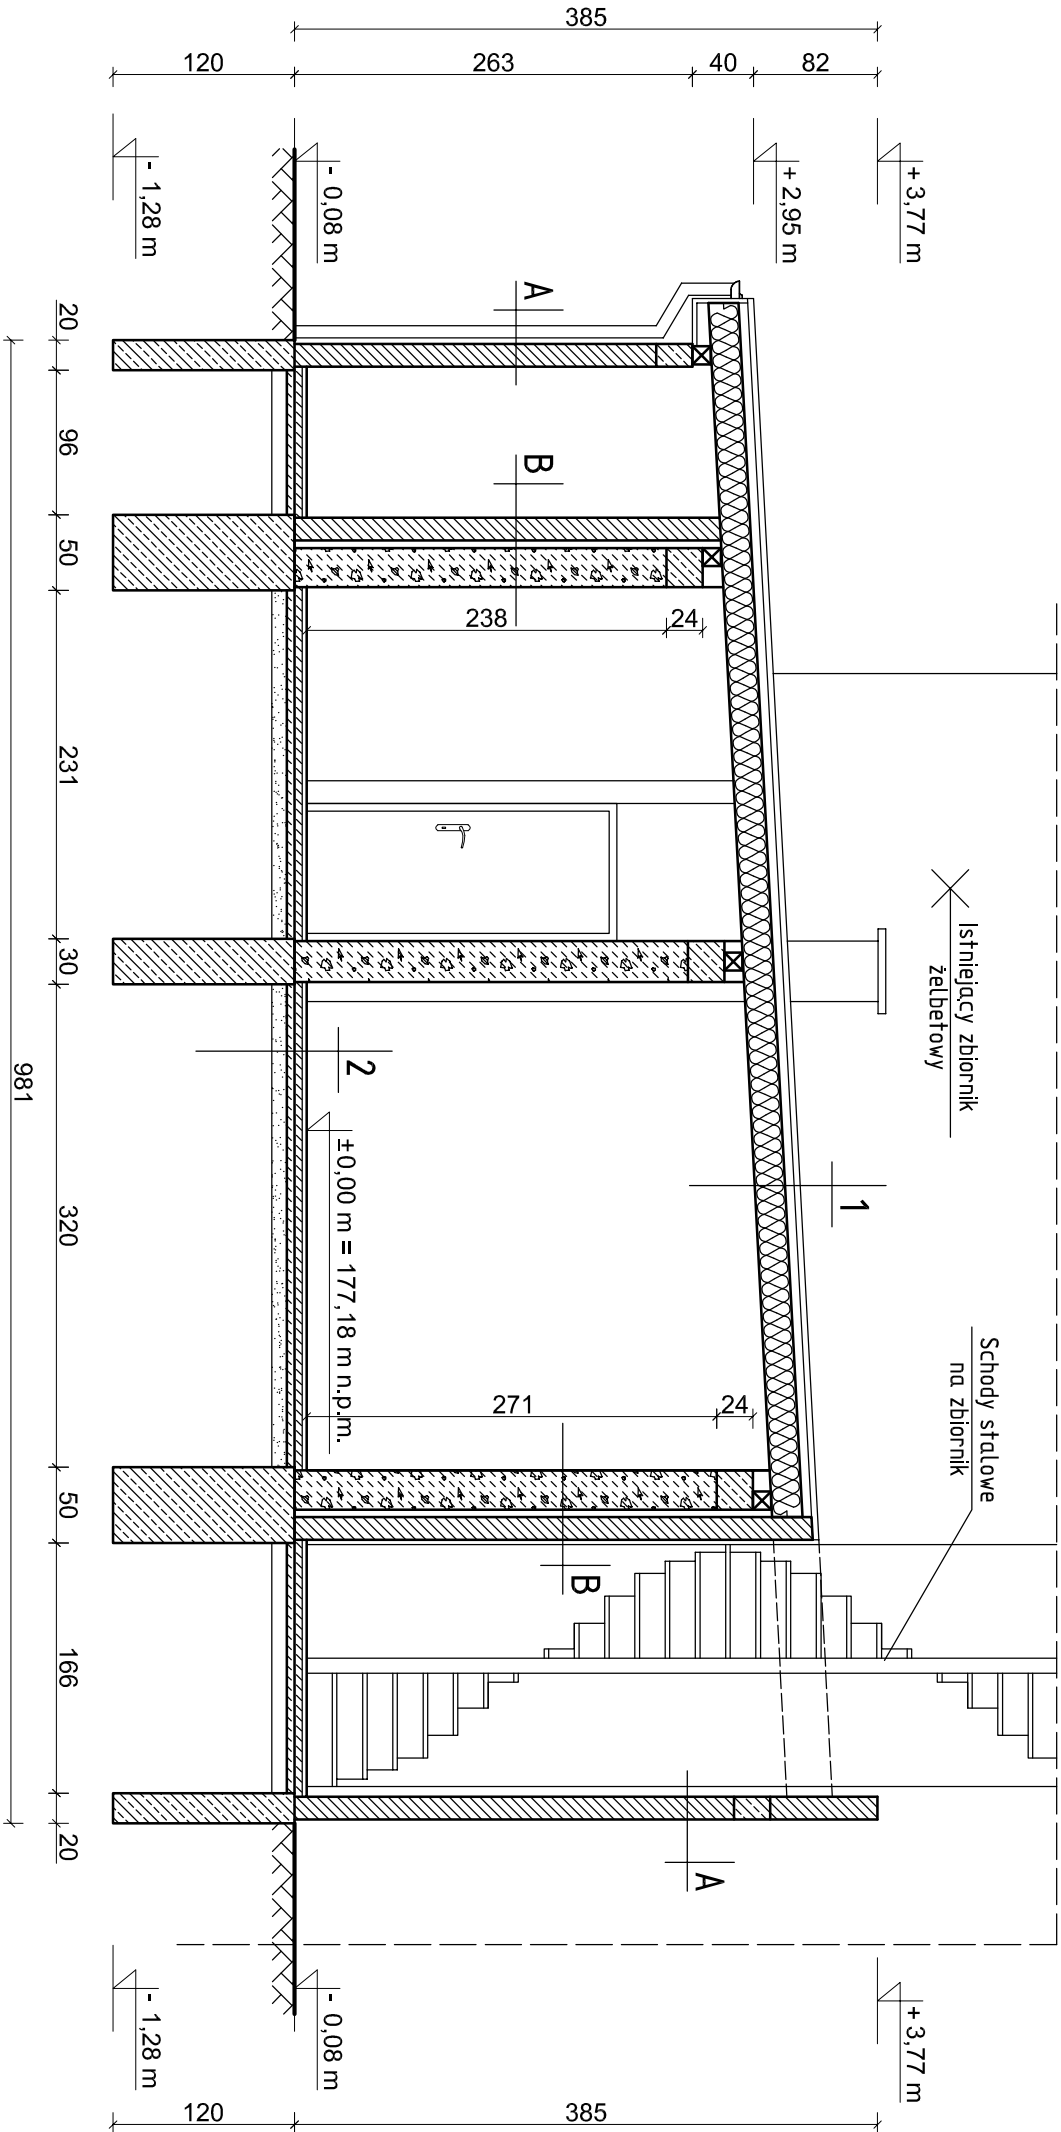 385
120
263
40
82
- 1,28 m
- 0,08 m
+ 2,95 m
+ 3,77 m
A
B
238
24
Istniejący zbiornik
żelbetowy
2
±0,00 m = 177,18 m n.p.m.
1
271
24
Schody stalowe
na zbiornik
B
A
20
96
50
231
30
320
50
166
20
981
- 1,28 m
- 0,08 m
+ 3,77 m
120
385